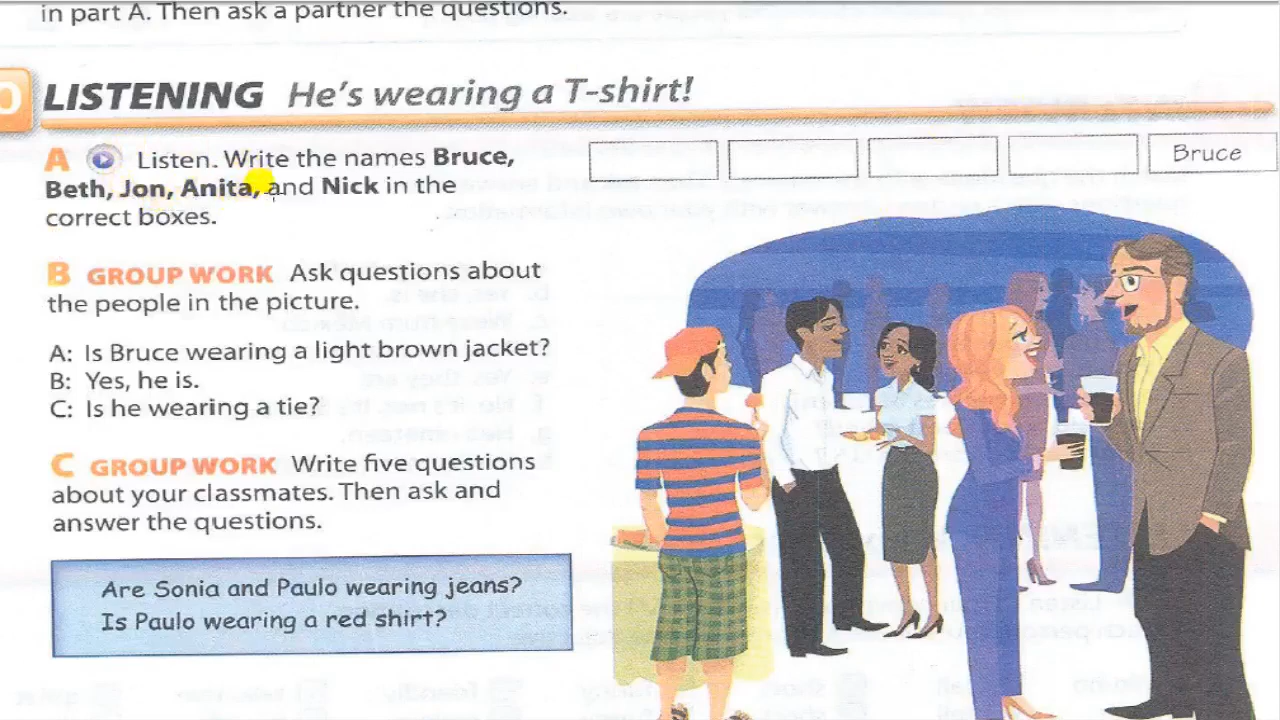 in part A. Then ask a partner the questions.
LISTENING He's wearing a T-shirt!
A Listen. Write the names Bruce,
Beth, Jon, Anita, and Nick in the
correct boxes.
Bruce
B GROUP WORK Ask questions about
the people in the picture.
A: Is Bruce wearing a light brown jacket?
B: Yes, he is.
C: Is he wearing a tie?
C GROUP WORK Write five questions
about your classmates. Then ask and
answer the questions.
Are Sonia and Paulo wearing jeans?
Is Paulo wearing a red shirt?